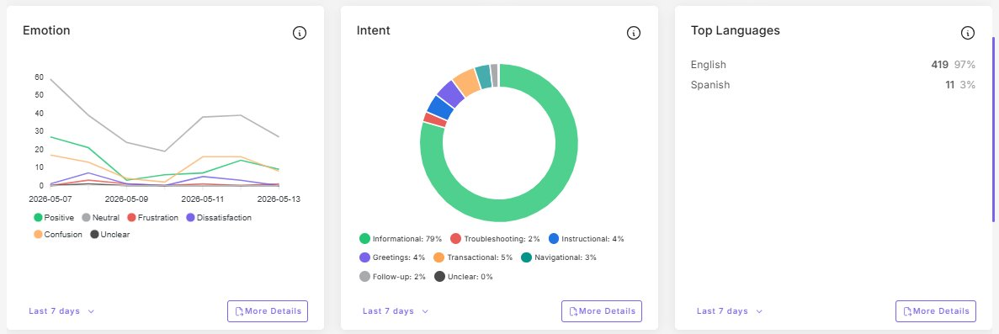 Emotion
60
50
40
30
20
10
0
2026-05-07 2026-05-09 2026-05-11 2026-05-13
Positive Neutral Frustration Dissatisfaction
Confusion Unclear
Last 7 days More Details
Intent
Informational: 79% Troubleshooting: 2% Instructional: 4%
Greetings: 4% Transactional: 5% Navigational: 3%
Follow-up: 2% Unclear: 0%
Last 7 days More Details
Top Languages
English 419 97%
Spanish 11 3%
Last 7 days More Details